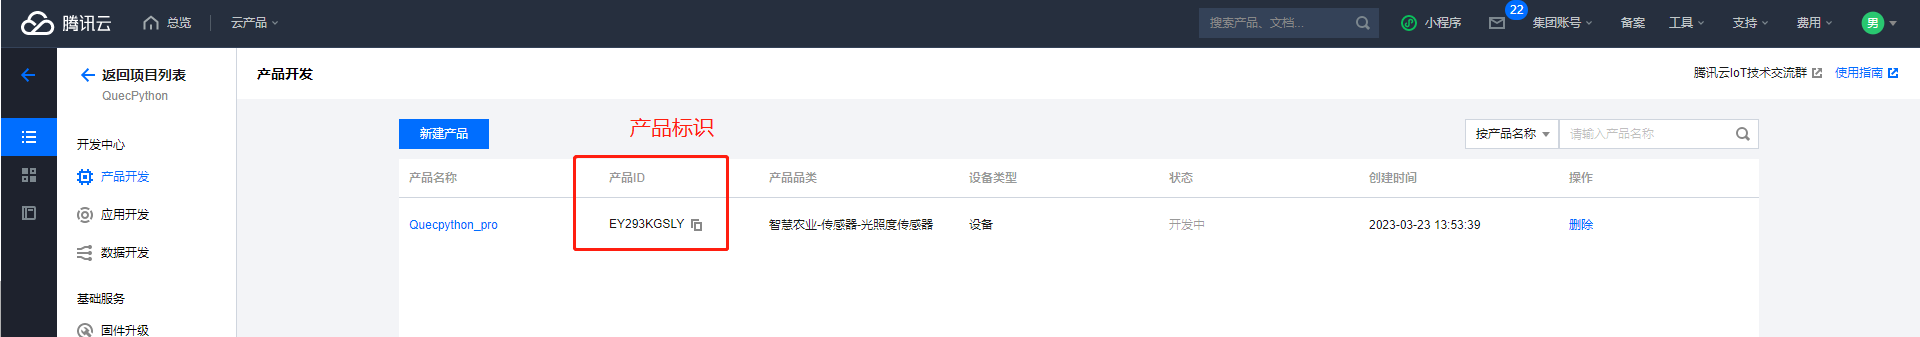 腾讯云 总览 云产品 搜索产品、文档... 小程序 22 集团账号 备案 工具 支持 费用 男
返回项目列表 产品开发 腾讯云IoT技术交流群 使用指南
QuecPython
新建产品 产品标识 按产品名称 请输入产品名称
开发中心
产品名称 产品ID 产品品类 设备类型 状态 创建时间 操作
产品开发
Quecpython_pro EY293KGSLY 智慧农业-传感器-光照度传感器 设备 开发中 2023-03-23 13:53:39 删除
应用开发
数据开发
基础服务
固件升级